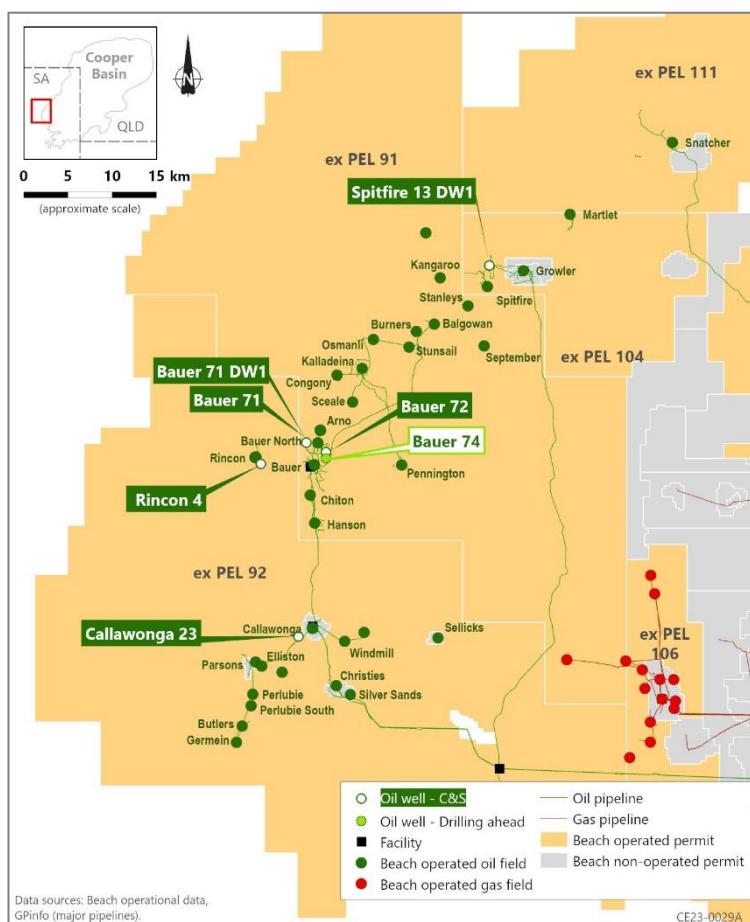 Cooper
Basin
SA
QLD
N
0 5 10 15 km
(approximate scale)
ex PEL 111
Snatcher
ex PEL 91
Spitfire 13 DW1
Martlet
Kangaroo
Growler
Stanleys
Spitfire
Burners
Balgowan
Osmanli
Stunsail
September
ex PEL 104
Kalladeina
Congony
Sceale
Bauer 71 DW1
Bauer 71
Bauer 72
Arno
Bauer North
Bauer 74
Rincon
Bauer
Pennington
Rincon 4
Chiton
Hanson
ex PEL 92
Callawonga
Callawonga 23
Windmill
Sellicks
ex PEL
106
Elliston
Parsons
Christies
Silver Sands
Perlubie
Perlubie South
Butlers
Germein
Oil well - C&S
Oil well - Drilling ahead
Facility
Beach operated oil field
Beach operated gas field
Oil pipeline
Gas pipeline
Beach operated permit
Beach non-operated permit
Data sources: Beach operational data,
GPinfo (major pipelines).
CE23-0029A